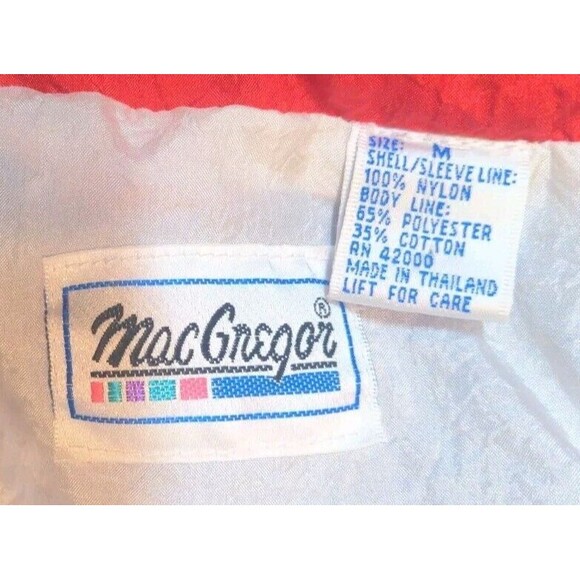 MacGregor®
SIZE: M
SHELL/SLEEVE LINE:
100% NYLON
BODY LINE:
65% POLYESTER
35% COTTON
RN 42000
MADE IN THAILAND
LIFT FOR CARE